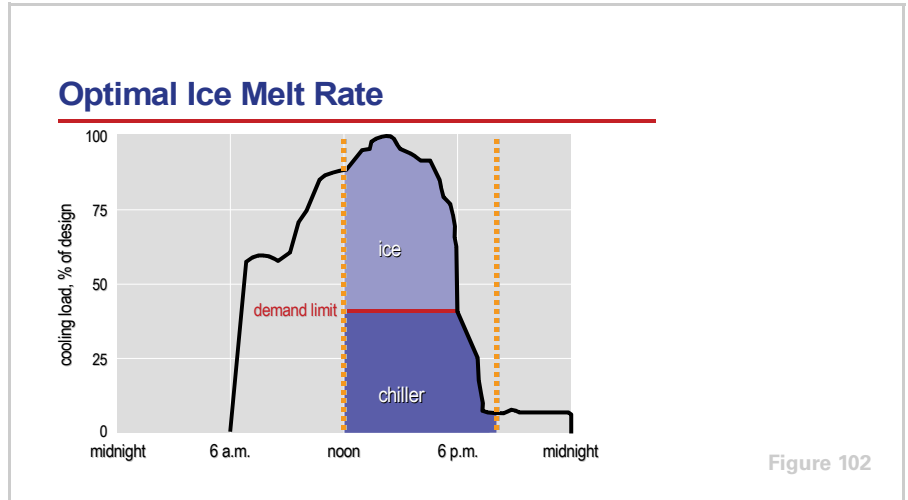 Optimal Ice Melt Rate
100
75
50
25
0
cooling load, % of design
ice
demand limit
chiller
midnight 6 a.m. noon 6 p.m. midnight
Figure 102